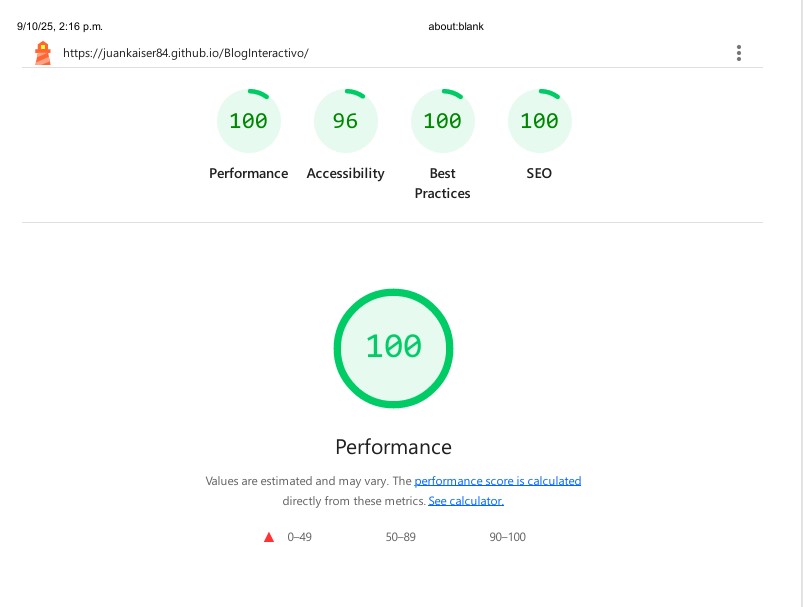 9/10/25, 2:16 p.m. about:blank
https://juankaiser84.github.io/BlogInteractivo/
100 96 100 100
Performance Accessibility Best Practices SEO
100
Performance
Values are estimated and may vary. The performance score is calculated
directly from these metrics. See calculator.
0–49 50–89 90–100